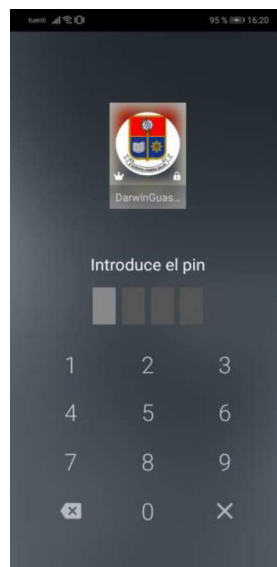 tuenti 95 % 16:20
DarwinGuas...
Introduce el pin
1 2 3
4 5 6
7 8 9
0